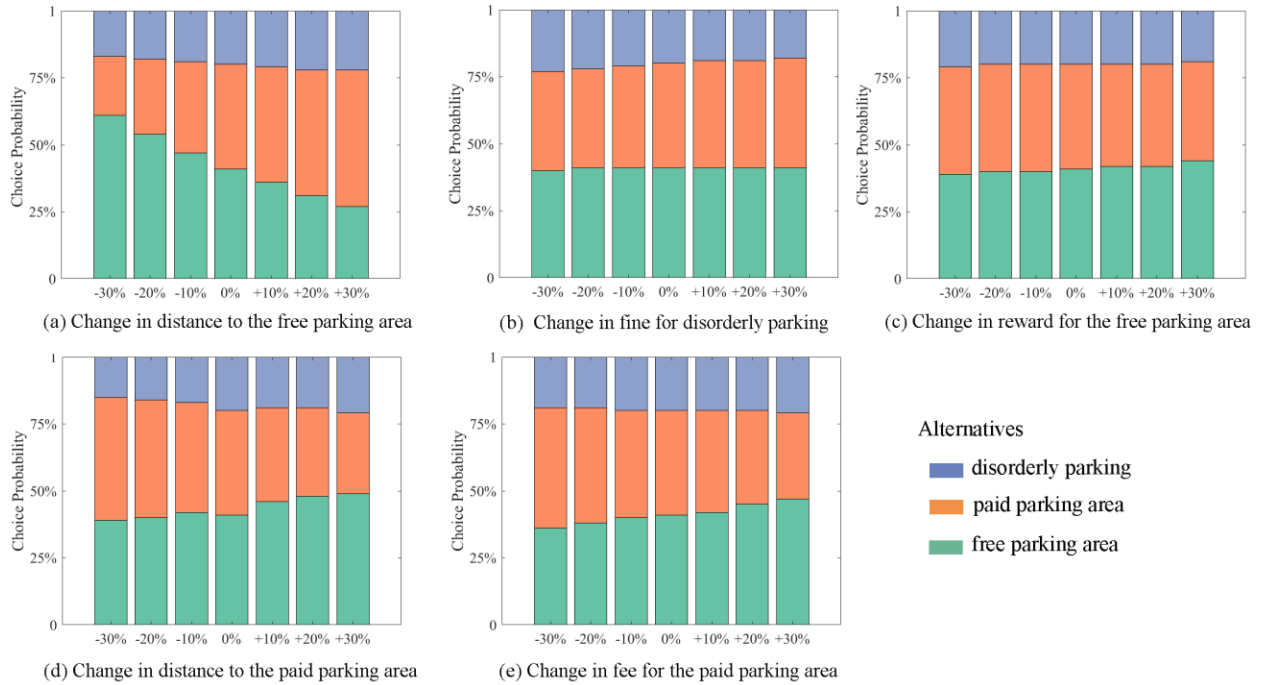 1
75%
50%
25%
0
Choice Probability
-30% -20% -10% 0% +10% +20% +30%
(a) Change in distance to the free parking area
1
75%
50%
25%
0
Choice Probability
-30% -20% -10% 0% +10% +20% +30%
(b) Change in fine for disorderly parking
1
75%
50%
25%
0
Choice Probability
-30% -20% -10% 0% +10% +20% +30%
(c) Change in reward for the free parking area
1
75%
50%
25%
0
Choice Probability
-30% -20% -10% 0% +10% +20% +30%
(d) Change in distance to the paid parking area
1
75%
50%
25%
0
Choice Probability
-30% -20% -10% 0% +10% +20% +30%
(e) Change in fee for the paid parking area
Alternatives
disorderly parking
paid parking area
free parking area